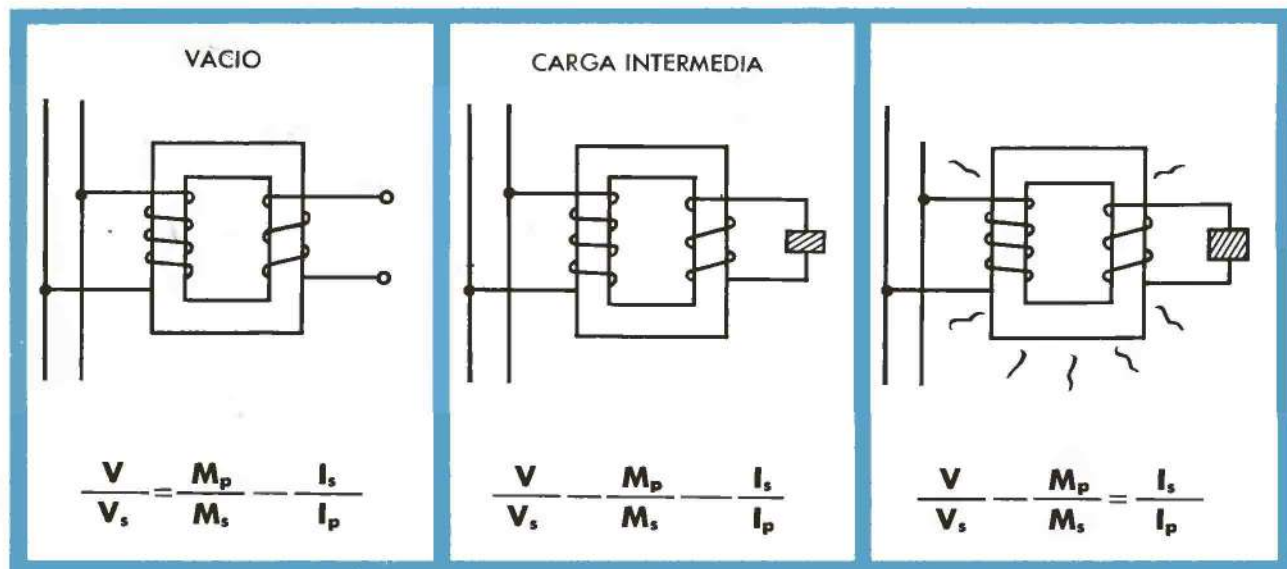 VACIO
V/Vs = Mp/Ms — Is/Ip
CARGA INTERMEDIA
V/Vs — Mp/Ms — Is/Ip
V/Vs — Mp/Ms = Is/Ip